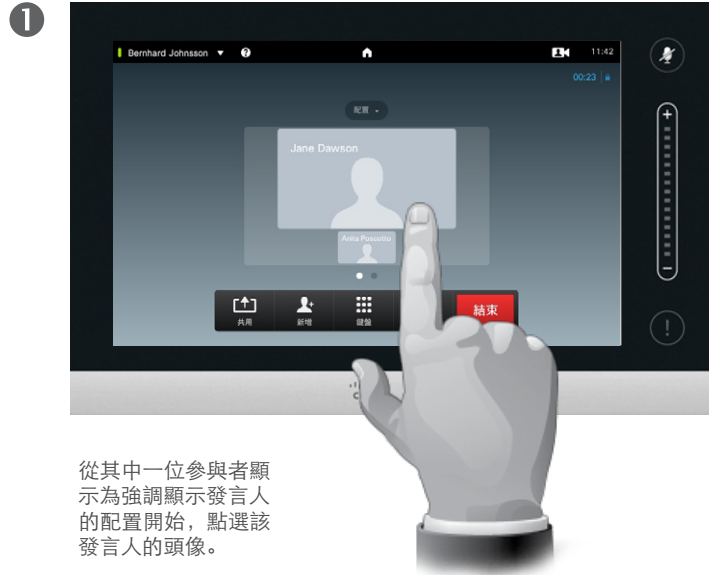 1
Bernhard Johnsson
?
11:42
00:23
配置
Jane Dawson
Anita Poscutto
+
-
共用
新增
鍵盤
結束
!
從其中一位參與者顯
示為強調顯示發言人
的配置開始，點選該
發言人的頭像。